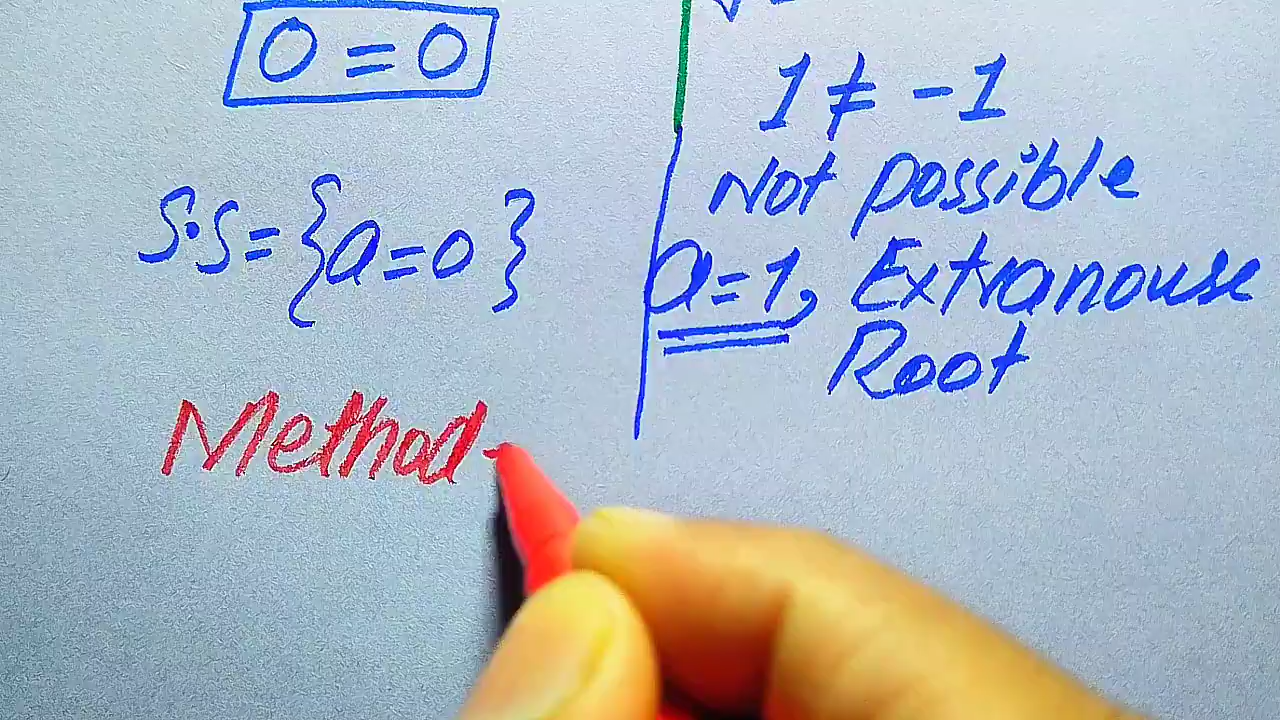 0 = 0
S.S = {a = 0}
Method -
1 ≠ -1
Not possible
a = 1, Extranouse
Root